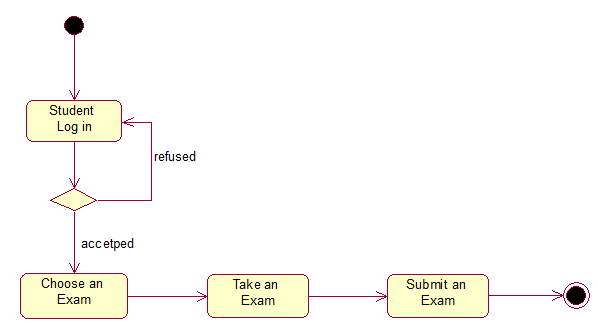 Student
Log in
refused
accetped
Choose an
Exam
Take an
Exam
Submit an
Exam